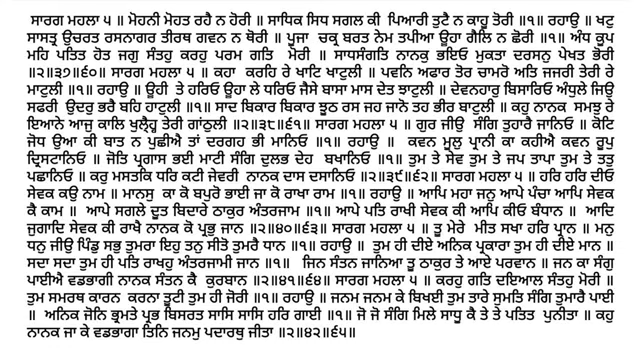 ਸਾਰਗ ਮਹਲਾ ੫ ॥ ਮੋਹਨੀ ਮੋਹਤ ਰਹੈ ਨ ਹੋਰੀ ॥ ਸਾਧਿਕ ਸਿਧ ਸਗਲ ਕੀ ਪਿਆਰੀ ਤੁਟੈ ਨ ਕਾਹੂ ਤੋਰੀ ॥੧॥ ਰਹਾਉ ॥ ਖਟੁ
ਸਾਸਤ੍ਰ ਉਚਰਤ ਰਸਨਾਗਰ ਤੀਰਥ ਗਵਨ ਨ ਥੋਰੀ ॥ ਪੂਜਾ ਚਕ੍ਰ ਬਰਤ ਨੇਮ ਤਪੀਆ ਊਹਾ ਗੈਲਿ ਨ ਛੋਰੀ ॥੧॥ ਅੰਧ ਕੂਪ
ਮਹਿ ਪਤਿਤ ਹੋਤ ਜਗੁ ਸੰਤਹੁ ਕਰਹੁ ਪਰਮ ਗਤਿ ਮੋਰੀ ॥ ਸਾਧਸੰਗਤਿ ਨਾਨਕੁ ਭਇਓ ਮੁਕਤਾ ਦਰਸਨੁ ਪੇਖਤ ਭੋਰੀ
॥੨॥੩੭॥੬੦॥ ਸਾਰਗ ਮਹਲਾ ੫ ॥ ਕਹਾ ਕਰਹਿ ਰੇ ਖਾਟਿ ਖਾਟੁਲੀ ॥ ਪਵਨਿ ਅਫਾਰ ਤੋਰ ਚਾਮਰੋ ਅਤਿ ਜਜਰੀ ਤੇਰੀ ਰੇ
ਮਾਟੁਲੀ ॥੧॥ ਰਹਾਉ ॥ ਊਹੀ ਤੇ ਹਰਿਓ ਊਹਾ ਲੇ ਧਰਿਓ ਜੈਸੇ ਬਾਸਾ ਮਾਸ ਦੇਤ ਝਾਟੁਲੀ ॥ ਦੇਵਨਹਾਰੁ ਬਿਸਾਰਿਓ ਅੰਧੁਲੇ ਜਿਉ
ਸਫਰੀ ਉਦਰੁ ਭਰੈ ਬਹਿ ਹਾਟੁਲੀ ॥੧॥ ਸਾਦ ਬਿਕਾਰ ਬਿਕਾਰ ਝੂਠ ਰਸ ਜਹ ਜਾਨੋ ਤਹ ਭੀਰ ਬਾਟੁਲੀ ॥ ਕਹੁ ਨਾਨਕ ਸਮਝੁ ਰੇ
ਇਆਨੇ ਆਜੁ ਕਾਲਿ ਖੁਲ੍ਹੈ ਤੇਰੀ ਗਾਂਠੁਲੀ ॥੨॥੩੮॥੬੧॥ ਸਾਰਗ ਮਹਲਾ ੫ ॥ ਗੁਰ ਜੀਉ ਸੰਗਿ ਤੁਹਾਰੈ ਜਾਨਿਓ ॥ ਕੋਟਿ
ਜੋਧ ਉਆ ਕੀ ਬਾਤ ਨ ਪੁਛੀਐ ਤਾਂ ਦਰਗਹ ਭੀ ਮਾਨਿਓ ॥੧॥ ਰਹਾਉ ॥ ਕਵਨ ਮੂਲੁ ਪ੍ਰਾਨੀ ਕਾ ਕਹੀਐ ਕਵਨ ਰੂਪੁ
ਦ੍ਰਿਸਟਾਨਿਓ ॥ ਜੋਤਿ ਪ੍ਰਗਾਸ ਭਈ ਮਾਟੀ ਸੰਗਿ ਦੁਲਭ ਦੇਹ ਬਖਾਨਿਓ ॥੧॥ ਤੁਮ ਤੇ ਸੇਵ ਤੁਮ ਤੇ ਜਪ ਤਾਪਾ ਤੁਮ ਤੇ ਤਤੁ
ਪਛਾਨਿਓ ॥ ਕਰੁ ਮਸਤਕਿ ਧਰਿ ਕਟੀ ਜੇਵਰੀ ਨਾਨਕ ਦਾਸ ਦਸਾਨਿਓ ॥੨॥੩੯॥੬੨॥ ਸਾਰਗ ਮਹਲਾ ੫ ॥ ਹਰਿ ਹਰਿ ਦੀਓ
ਸੇਵਕ ਕਉ ਨਾਮ ॥ ਮਾਨਸੁ ਕਾ ਕੋ ਬਪੁਰੋ ਭਾਈ ਜਾ ਕੋ ਰਾਖਾ ਰਾਮ ॥੧॥ ਰਹਾਉ ॥ ਆਪਿ ਮਹਾ ਜਨੁ ਆਪੇ ਪੰਚਾ ਆਪਿ ਸੇਵਕ
ਕੈ ਕਾਮ ॥ ਆਪੇ ਸਗਲੇ ਦੂਤ ਬਿਦਾਰੇ ਠਾਕੁਰ ਅੰਤਰਜਾਮ ॥੧॥ ਆਪੇ ਪਤਿ ਰਾਖੀ ਸੇਵਕ ਕੀ ਆਪਿ ਕੀਓ ਬੰਧਾਨ ॥ ਆਦਿ
ਜੁਗਾਦਿ ਸੇਵਕ ਕੀ ਰਾਖੈ ਨਾਨਕ ਕੋ ਪ੍ਰਭੁ ਜਾਨ ॥੨॥੪੦॥੬੩॥ ਸਾਰਗ ਮਹਲਾ ੫ ॥ ਤੂ ਮੇਰੇ ਮੀਤ ਸਖਾ ਹਰਿ ਪ੍ਰਾਨ ॥ ਮਨੁ
ਧਨੁ ਜੀਉ ਪਿੰਡੁ ਸਭੁ ਤੁਮਰਾ ਇਹੁ ਤਨੁ ਸੀਤੋ ਤੁਮਰੈ ਧਾਨ ॥੧॥ ਰਹਾਉ ॥ ਤੁਮ ਹੀ ਦੀਏ ਅਨਿਕ ਪ੍ਰਕਾਰਾ ਤੁਮ ਹੀ ਦੀਏ ਮਾਨ ॥
ਸਦਾ ਸਦਾ ਤੁਮ ਹੀ ਪਤਿ ਰਾਖਹੁ ਅੰਤਰਜਾਮੀ ਜਾਨ ॥੧॥ ਜਿਨ ਸੰਤਨ ਜਾਨਿਆ ਤੂ ਠਾਕੁਰ ਤੇ ਆਏ ਪਰਵਾਨ ॥ ਜਨ ਕਾ ਸੰਗੁ
ਪਾਈਐ ਵਡਭਾਗੀ ਨਾਨਕ ਸੰਤਨ ਕੈ ਕੁਰਬਾਨ ॥੨॥੪੧॥੬੪॥ ਸਾਰਗ ਮਹਲਾ ੫ ॥ ਕਰਹੁ ਗਤਿ ਦਇਆਲ ਸੰਤਹੁ ਮੋਰੀ ॥
ਤੁਮ ਸਮਰਥ ਕਾਰਨ ਕਰਨਾ ਤੂਟੀ ਤੁਮ ਹੀ ਜੋਰੀ ॥੧॥ ਰਹਾਉ ॥ ਜਨਮ ਜਨਮ ਕੇ ਬਿਖਈ ਤੁਮ ਤਾਰੇ ਸੁਮਤਿ ਸੰਗਿ ਤੁਮਾਰੈ ਪਾਈ
॥ ਅਨਿਕ ਜੋਨਿ ਭ੍ਰਮਤੇ ਪ੍ਰਭ ਬਿਸਰਤ ਸਾਸਿ ਸਾਸਿ ਹਰਿ ਗਾਈ ॥੧॥ ਜੋ ਜੋ ਸੰਗਿ ਮਿਲੇ ਸਾਧੂ ਕੈ ਤੇ ਤੇ ਪਤਿਤ ਪੁਨੀਤਾ ॥ ਕਹੁ
ਨਾਨਕ ਜਾ ਕੇ ਵਡਭਾਗਾ ਤਿਨਿ ਜਨਮੁ ਪਦਾਰਥੁ ਜੀਤਾ ॥੨॥੪੨॥੬੫॥